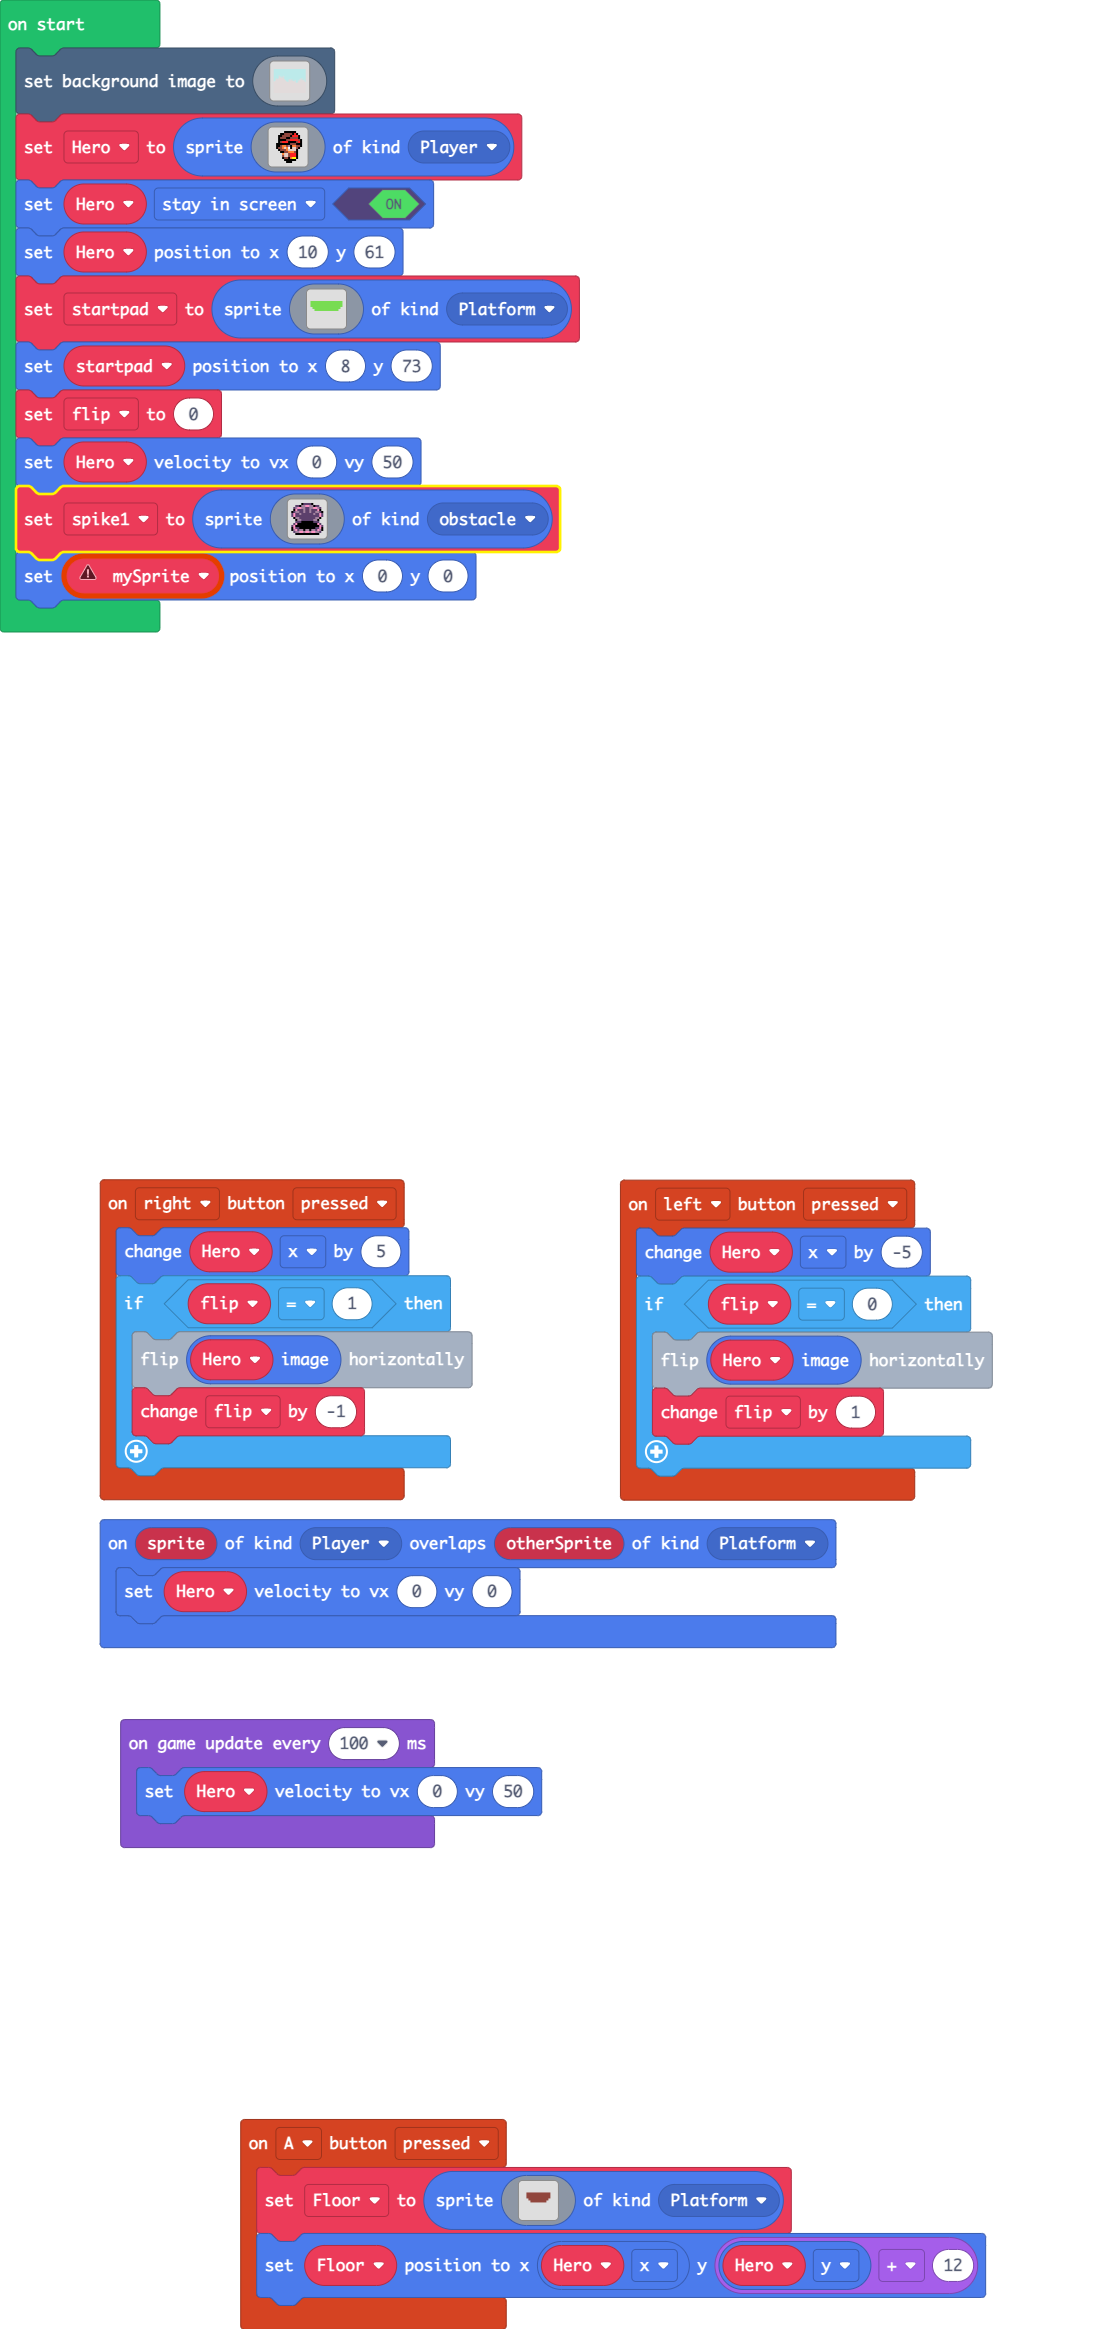 on start
set background image to
set Hero to sprite of kind Player
set Hero stay in screen ON
set Hero position to x 10 y 61
set startpad to sprite of kind Platform
set startpad position to x 8 y 73
set flip to 0
set Hero velocity to vx 0 vy 50
set spike1 to sprite of kind obstacle
set mySprite position to x 0 y 0
on right button pressed
change Hero x by 5
if flip = 1 then
flip Hero image horizontally
change flip by -1
on left button pressed
change Hero x by -5
if flip = 0 then
flip Hero image horizontally
change flip by 1
on sprite of kind Player overlaps otherSprite of kind Platform
set Hero velocity to vx 0 vy 0
on game update every 100 ms
set Hero velocity to vx 0 vy 50
on A button pressed
set Floor to sprite of kind Platform
set Floor position to x Hero x y Hero y + 12